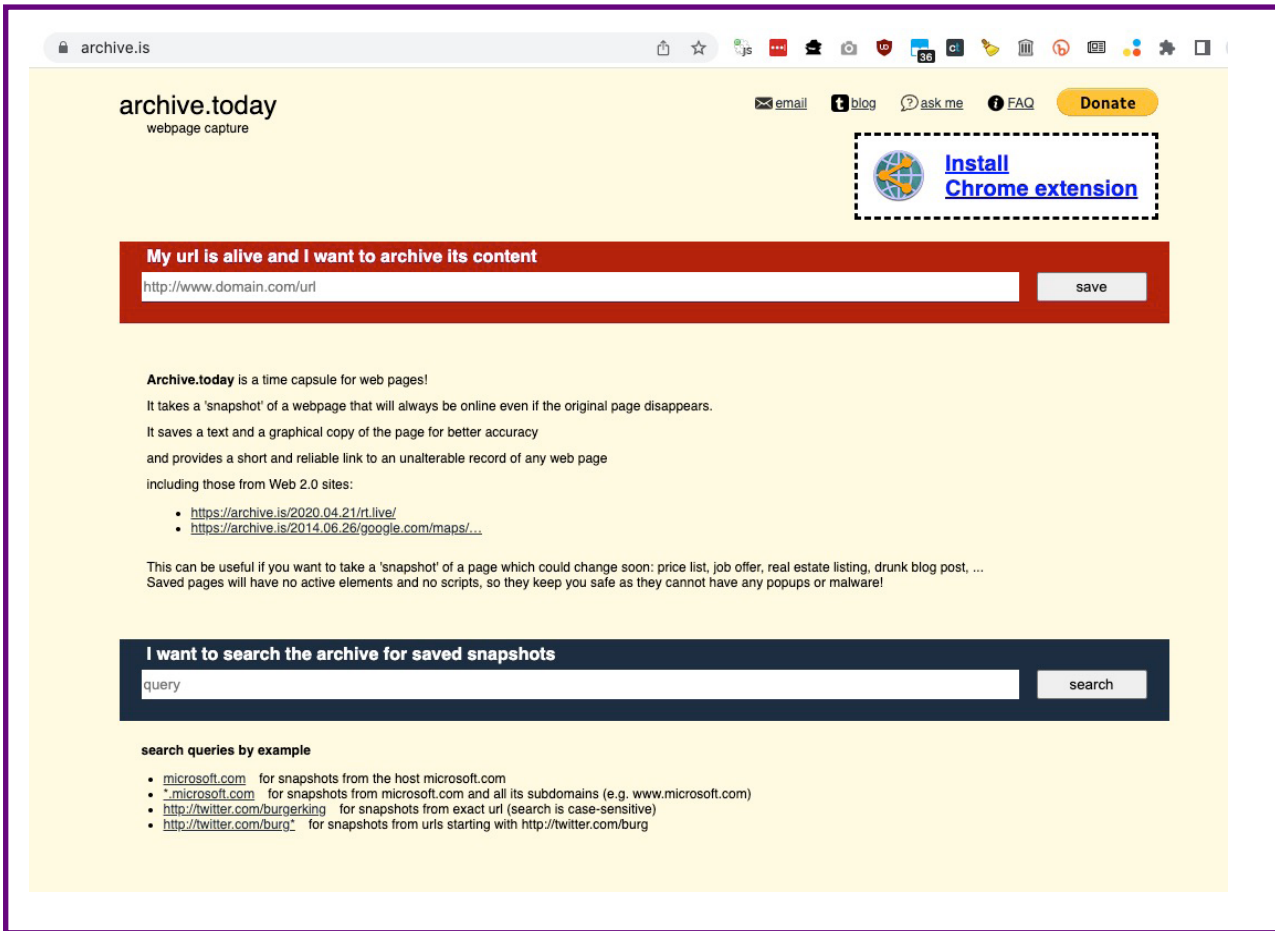 archive.is
js
36
archive.today
webpage capture
email blog ask me FAQ Donate
Install
Chrome extension
My url is alive and I want to archive its content
http://www.domain.com/url save
Archive.today is a time capsule for web pages!
It takes a 'snapshot' of a webpage that will always be online even if the original page disappears.
It saves a text and a graphical copy of the page for better accuracy
and provides a short and reliable link to an unalterable record of any web page
including those from Web 2.0 sites:
• https://archive.is/2020.04.21/rt.live/
• https://archive.is/2014.06.26/google.com/maps/…
This can be useful if you want to take a 'snapshot' of a page which could change soon: price list, job offer, real estate listing, drunk blog post, ...
Saved pages will have no active elements and no scripts, so they keep you safe as they cannot have any popups or malware!
I want to search the archive for saved snapshots
query search
search queries by example
• microsoft.com for snapshots from the host microsoft.com
• *.microsoft.com for snapshots from microsoft.com and all its subdomains (e.g. www.microsoft.com)
• http://twitter.com/burgerking for snapshots from exact url (search is case-sensitive)
• http://twitter.com/burg* for snapshots from urls starting with http://twitter.com/burg